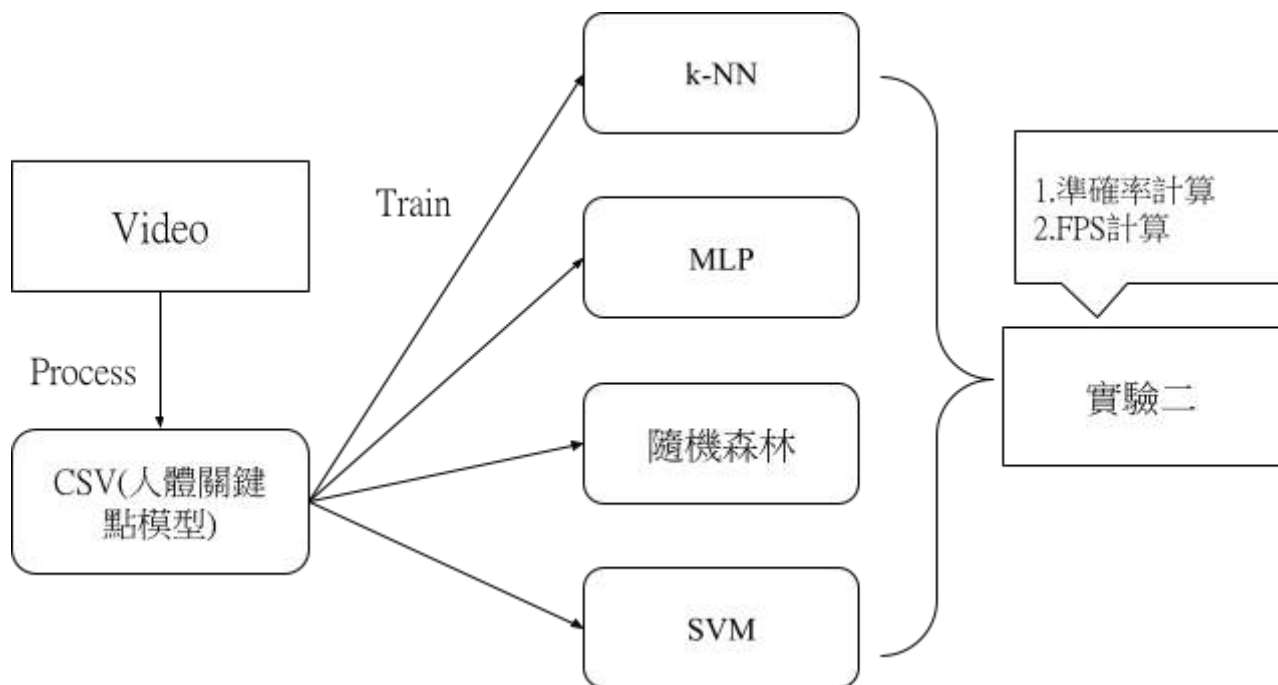 Video
Process
CSV(人體關鍵
點模型)
Train
k-NN
MLP
隨機森林
SVM
1.準確率計算
2.FPS計算
實驗二